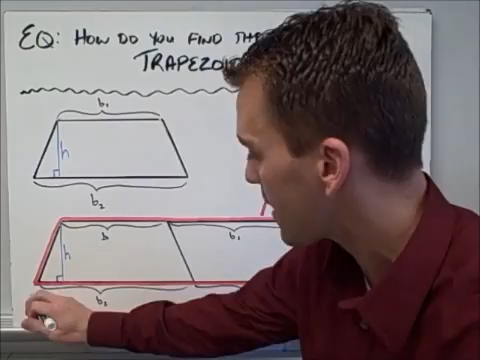 EQ: HOW DO YOU FIND THE
TRAPEZOI
b₁
h
b₂
b b₁
h
b₂